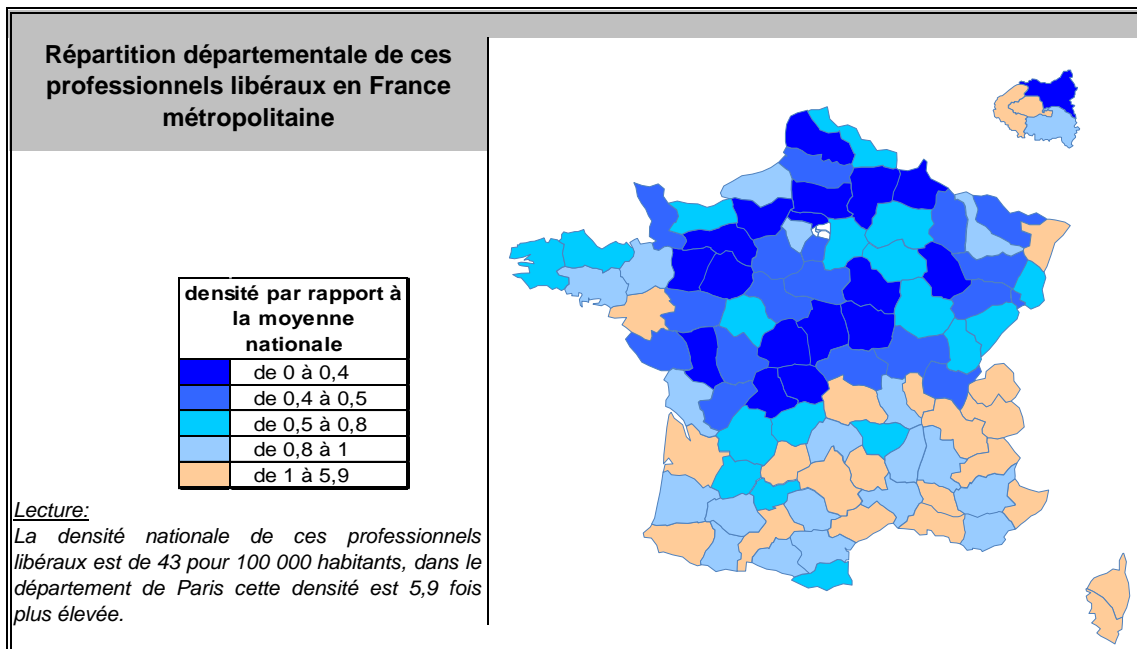 Répartition départementale de ces
professionnels libéraux en France
métropolitaine
densité par rapport à
la moyenne
nationale
de 0 à 0,4
de 0,4 à 0,5
de 0,5 à 0,8
de 0,8 à 1
de 1 à 5,9
Lecture:
La densité nationale de ces professionnels
libéraux est de 43 pour 100 000 habitants, dans le
département de Paris cette densité est 5,9 fois
plus élevée.